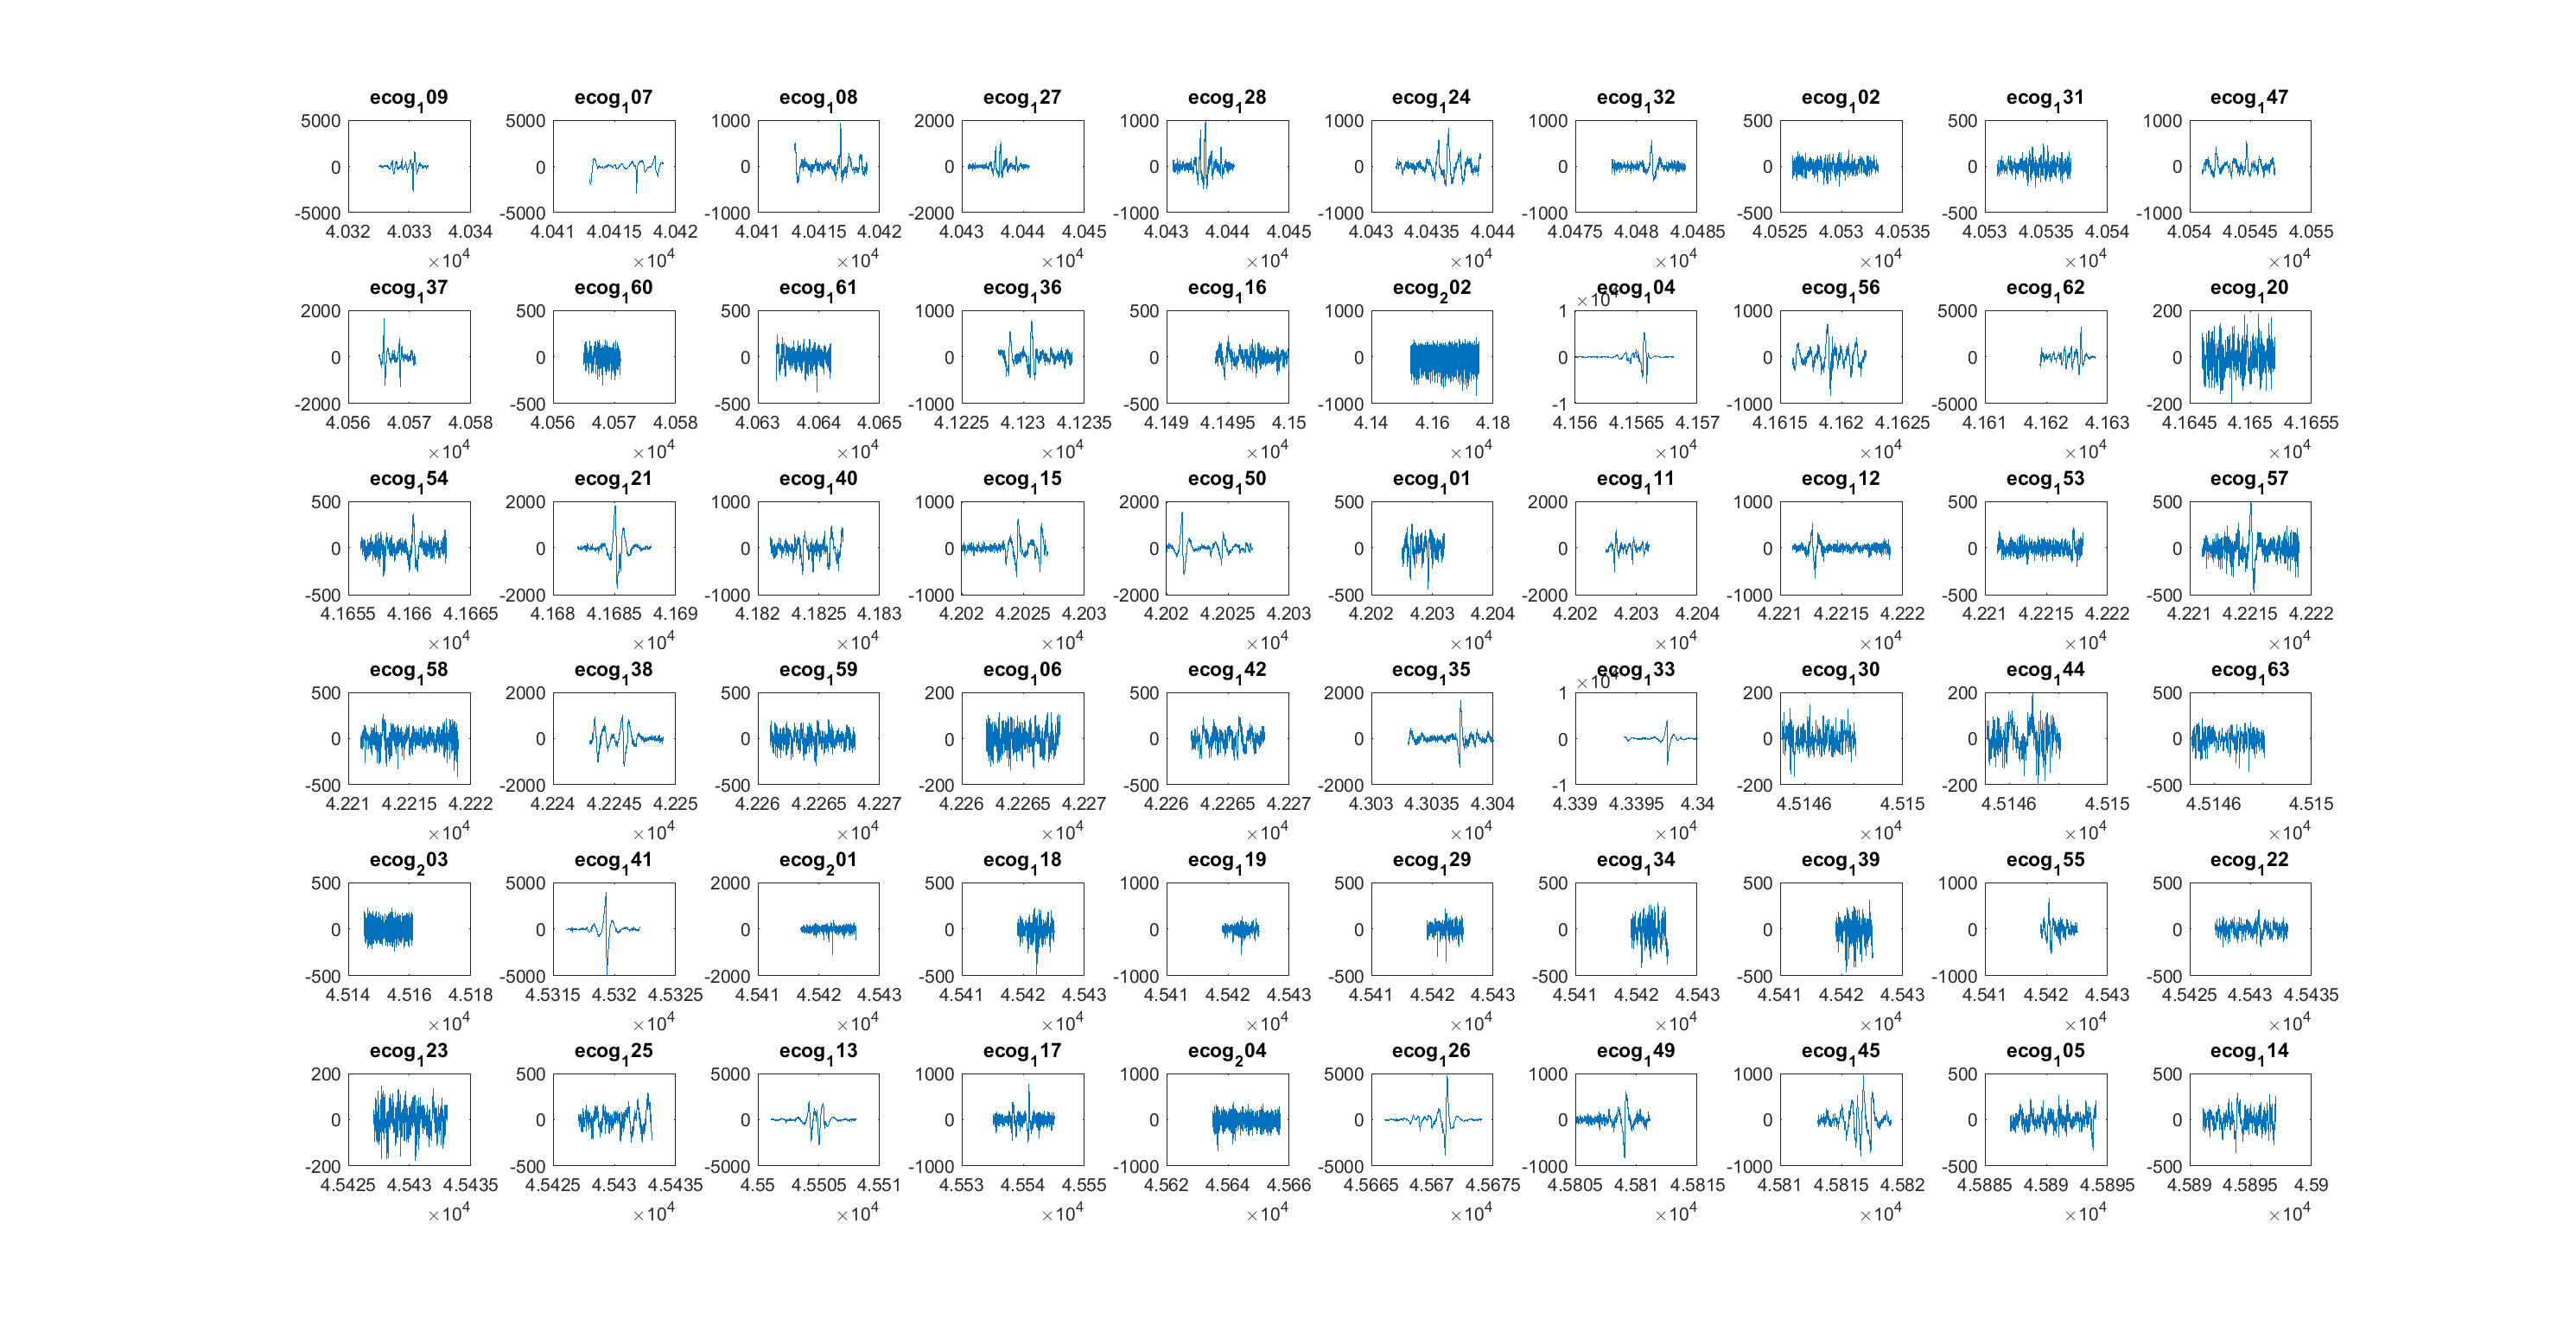 ecog₁09 ecog₁07 ecog₁08 ecog₁27 ecog₁28 ecog₁24 ecog₁32 ecog₁02 ecog₁31 ecog₁47
5000 5000 1000 2000 1000 1000 1000 500 500 1000
0 0 0 0 0 0 0 0 0 0
-5000 -5000 -1000 -2000 -1000 -1000 -1000 -500 -500 -1000
4.032 4.033 4.034 4.041 4.0415 4.042 4.041 4.0415 4.042 4.043 4.044 4.045 4.043 4.044 4.045 4.043 4.0435 4.044 4.0475 4.048 4.0485 4.0525 4.053 4.0535 4.053 4.0535 4.054 4.054 4.0545 4.055
×10⁴ ×10⁴ ×10⁴ ×10⁴ ×10⁴ ×10⁴ ×10⁴ ×10⁴ ×10⁴ ×10⁴
ecog₁37 ecog₁60 ecog₁61 ecog₁36 ecog₁16 ecog₂02 ecog₁04 ecog₁56 ecog₁62 ecog₁20
×10⁴
2000 500 500 1000 500 1000 1 1000 5000 200
0 0 0 0 0 0 0 0 0 0
-2000 -500 -500 -1000 -500 -1000 -1 -1000 -5000 -200
4.056 4.057 4.058 4.056 4.057 4.058 4.063 4.064 4.065 4.1225 4.123 4.1235 4.149 4.1495 4.15 4.14 4.16 4.18 4.156 4.1565 4.157 4.1615 4.162 4.1625 4.161 4.162 4.163 4.1645 4.165 4.1655
×10⁴ ×10⁴ ×10⁴ ×10⁴ ×10⁴ ×10⁴ ×10⁴ ×10⁴ ×10⁴ ×10⁴
ecog₁54 ecog₁21 ecog₁40 ecog₁15 ecog₁50 ecog₁01 ecog₁11 ecog₁12 ecog₁53 ecog₁57
500 2000 1000 1000 2000 500 2000 1000 500 500
0 0 0 0 0 0 0 0 0 0
-500 -2000 -1000 -1000 -2000 -500 -2000 -1000 -500 -500
4.1655 4.166 4.1665 4.168 4.1685 4.169 4.182 4.1825 4.183 4.202 4.2025 4.203 4.202 4.2025 4.203 4.202 4.203 4.204 4.202 4.203 4.204 4.221 4.2215 4.222 4.221 4.2215 4.222 4.221 4.2215 4.222
×10⁴ ×10⁴ ×10⁴ ×10⁴ ×10⁴ ×10⁴ ×10⁴ ×10⁴ ×10⁴ ×10⁴
ecog₁58 ecog₁38 ecog₁59 ecog₁06 ecog₁42 ecog₁35 ecog₁33 ecog₁30 ecog₁44 ecog₁63
×10⁴
500 2000 500 200 500 2000 1 200 200 500
0 0 0 0 0 0 0 0 0 0
-500 -2000 -500 -200 -500 -2000 -1 -200 -200 -500
4.221 4.2215 4.222 4.224 4.2245 4.225 4.226 4.2265 4.227 4.226 4.2265 4.227 4.226 4.2265 4.227 4.303 4.3035 4.304 4.339 4.3395 4.34 4.5146 4.515 4.5146 4.515 4.5146 4.515
×10⁴ ×10⁴ ×10⁴ ×10⁴ ×10⁴ ×10⁴ ×10⁴ ×10⁴ ×10⁴ ×10⁴
ecog₂03 ecog₁41 ecog₂01 ecog₁18 ecog₁19 ecog₁29 ecog₁34 ecog₁39 ecog₁55 ecog₁22
500 5000 2000 500 1000 500 500 500 1000 500
0 0 0 0 0 0 0 0 0 0
-500 -5000 -2000 -500 -1000 -500 -500 -500 -1000 -500
4.514 4.516 4.518 4.5315 4.532 4.5325 4.541 4.542 4.543 4.541 4.542 4.543 4.541 4.542 4.543 4.541 4.542 4.543 4.541 4.542 4.543 4.541 4.542 4.543 4.541 4.542 4.543 4.5425 4.543 4.5435
×10⁴ ×10⁴ ×10⁴ ×10⁴ ×10⁴ ×10⁴ ×10⁴ ×10⁴ ×10⁴ ×10⁴
ecog₁23 ecog₁25 ecog₁13 ecog₁17 ecog₂04 ecog₁26 ecog₁49 ecog₁45 ecog₁05 ecog₁14
200 500 5000 1000 1000 5000 1000 1000 500 500
0 0 0 0 0 0 0 0 0 0
-200 -500 -5000 -1000 -1000 -5000 -1000 -1000 -500 -500
4.5425 4.543 4.5435 4.5425 4.543 4.5435 4.55 4.5505 4.551 4.553 4.554 4.555 4.562 4.564 4.566 4.5665 4.567 4.5675 4.5805 4.581 4.5815 4.581 4.5815 4.582 4.5885 4.589 4.5895 4.589 4.5895 4.59
×10⁴ ×10⁴ ×10⁴ ×10⁴ ×10⁴ ×10⁴ ×10⁴ ×10⁴ ×10⁴ ×10⁴